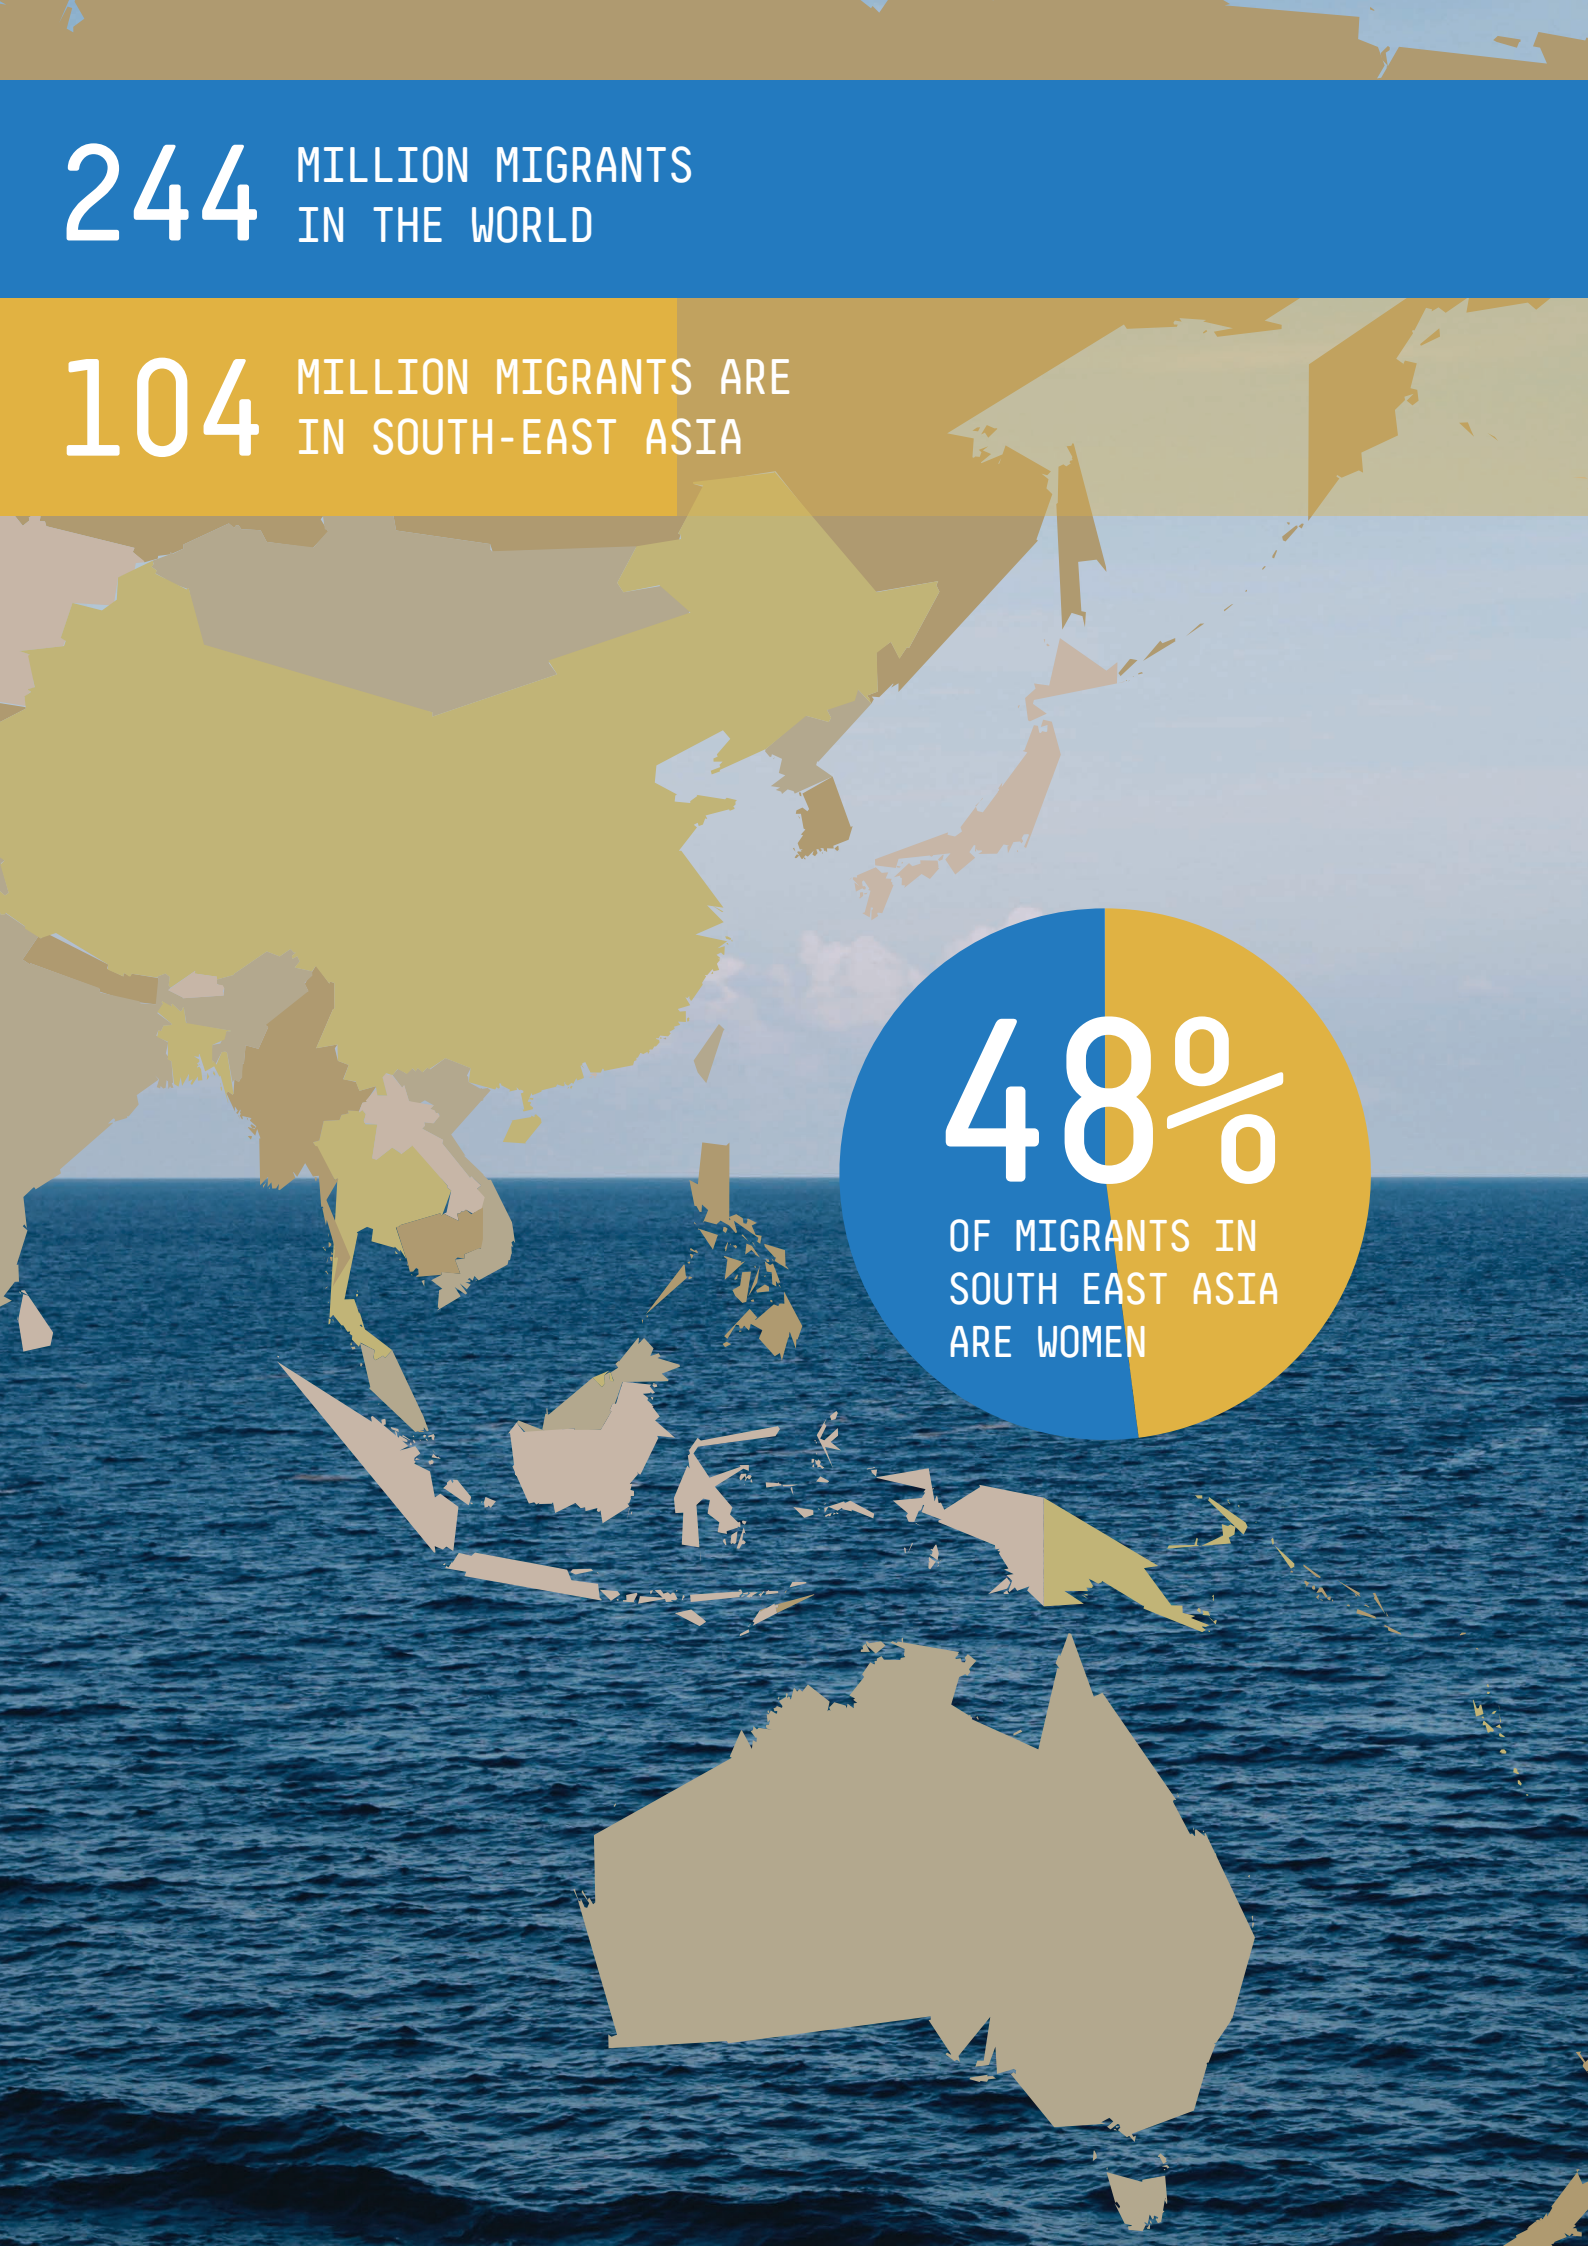 244 MILLION MIGRANTS
IN THE WORLD
104 MILLION MIGRANTS ARE
IN SOUTH-EAST ASIA
48%
OF MIGRANTS IN
SOUTH EAST ASIA
ARE WOMEN